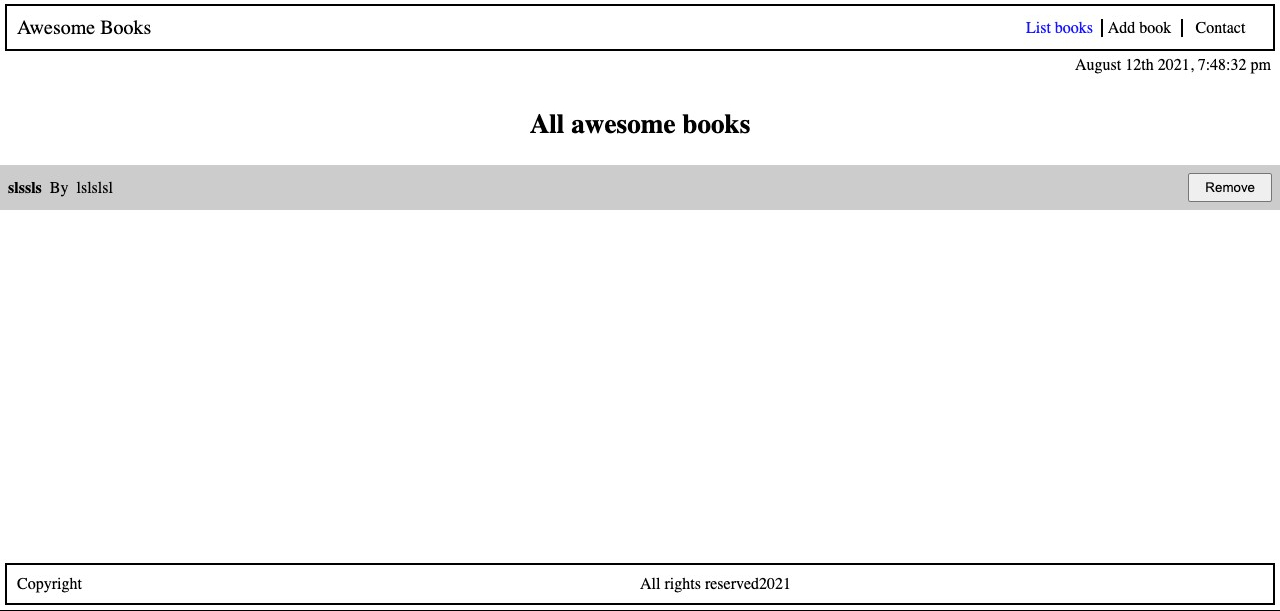 Awesome Books List books Add book Contact
August 12th 2021, 7:48:32 pm
All awesome books
slssls By lslslsl Remove
Copyright All rights reserved2021